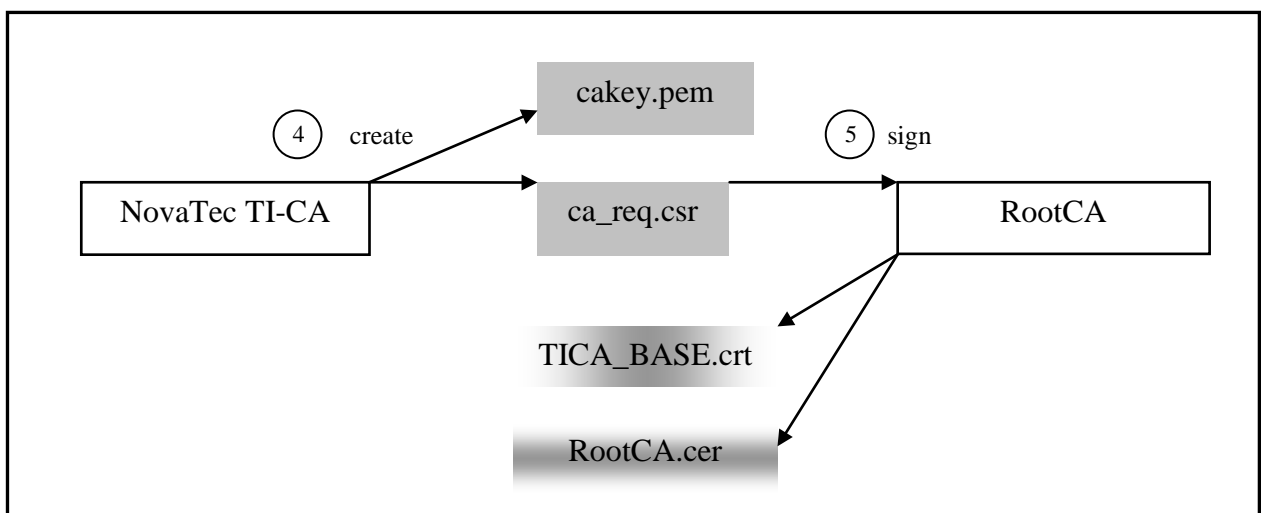 cakey.pem
4 create
5 sign
NovaTec TI-CA
ca_req.csr
RootCA
TICA_BASE.crt
RootCA.cer